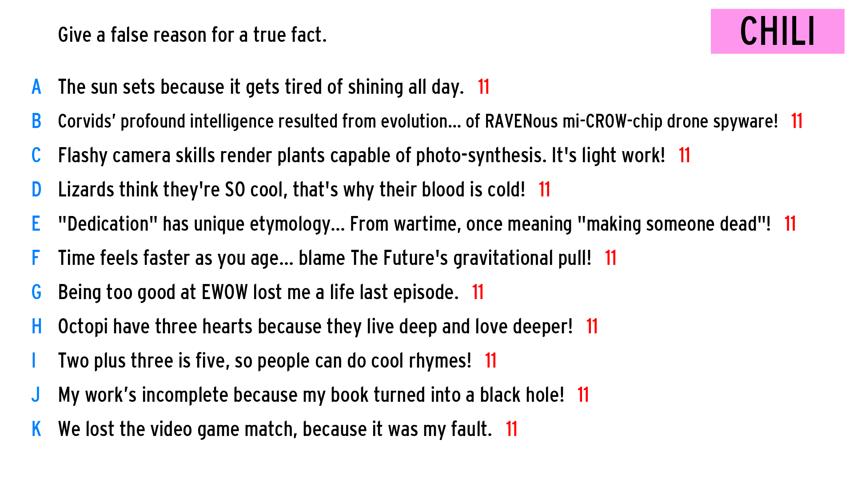 Give a false reason for a true fact.
CHILI
A The sun sets because it gets tired of shining all day. 11
B Corvids’ profound intelligence resulted from evolution... of RAVENous mi-CROW-chip drone spyware! 11
C Flashy camera skills render plants capable of photo-synthesis. It's light work! 11
D Lizards think they're SO cool, that's why their blood is cold! 11
E "Dedication" has unique etymology... From wartime, once meaning "making someone dead"! 11
F Time feels faster as you age... blame The Future's gravitational pull! 11
G Being too good at EWOW lost me a life last episode. 11
H Octopi have three hearts because they live deep and love deeper! 11
I Two plus three is five, so people can do cool rhymes! 11
J My work’s incomplete because my book turned into a black hole! 11
K We lost the video game match, because it was my fault. 11